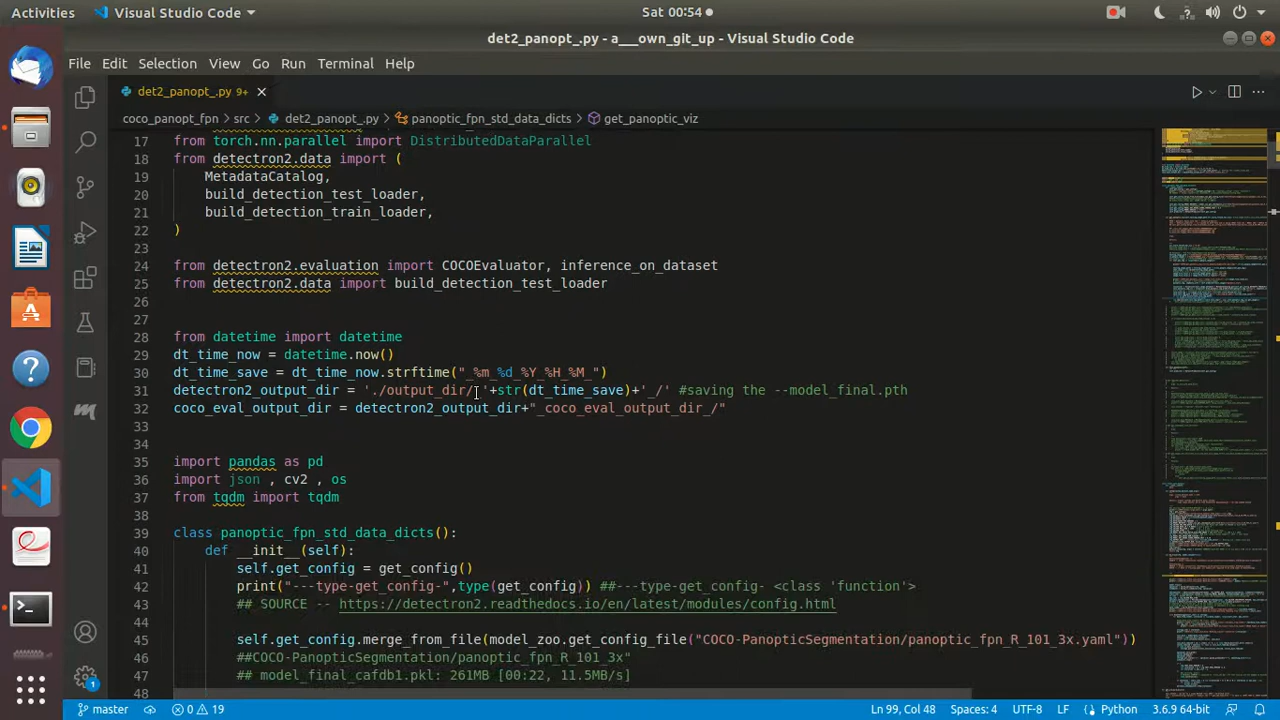 Activities
Visual Studio Code
Sat 00:54
det2_panopt_.py - a___own_git_up - Visual Studio Code
File Edit Selection View Go Run Terminal Help
det2_panopt_.py 9+
coco_panopt_fpn > src > det2_panopt_.py > panoptic_fpn_std_data_dicts > get_panoptic_viz
17 from torch.nn.parallel import DistributedDataParallel
18 from detectron2.data import (
19 MetadataCatalog,
20 build_detection_test_loader,
21 build_detection_train_loader,
22 )
23
24 from detectron2.evaluation import COCOEvaluator, inference_on_dataset
25 from detectron2.data import build_detection_test_loader
26
27
28 from datetime import datetime
29 dt_time_now = datetime.now()
30 dt_time_save = dt_time_now.strftime("_%m_%d_%Y_%H_%M_")
31 detectron2_output_dir = './output_dir/_'+str(dt_time_save)+'_/' #saving the --model_final.pth
32 coco_eval_output_dir = detectron2_output_dir+"_coco_eval_output_dir_/"
33
34
35 import pandas as pd
36 import json , cv2 , os
37 from tqdm import tqdm
38
39 class panoptic_fpn_std_data_dicts():
40 def __init__(self):
41 self.get_config = get_config()
42 print("---type-get_config-",type(get_config)) ##---type-get_config- <class 'function'>
43 ## SOURCE -- https://detectron2.readthedocs.io/en/latest/modules/config.html
44
45 self.get_config.merge_from_file(model_zoo.get_config_file("COCO-PanopticSegmentation/panoptic_fpn_R_101_3x.yaml"))
46 ##COCO-PanopticSegmentation/panoptic_fpn_R_101_3x"
47 ## model_final_cafdb1.pkl: 261MB [00:22, 11.5MB/s]
48
master
0 19
Ln 99, Col 48 Spaces: 4 UTF-8 LF Python 3.6.9 64-bit
1